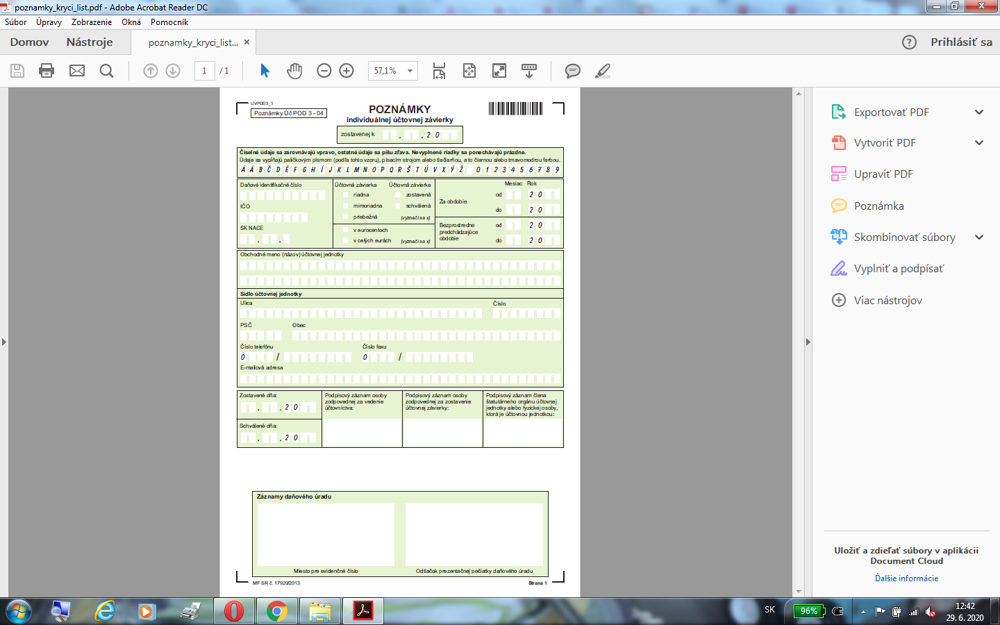 poznamky_kryci_list.pdf - Adobe Acrobat Reader DC
Súbor Úpravy Zobrazenie Okná Pomocník
Domov Nástroje poznamky_kryci_list... × ? Prihlásiť sa
1 / 1 57,1%
UVPOD3_1
Poznámky Úč POD 3 - 04
POZNÁMKY
individuálnej účtovnej závierky
zostavenej k . . 2 0
Číselné údaje sa zarovnávajú vpravo, ostatné údaje sa píšu zľava. Nevyplnené riadky sa ponechávajú prázdne.
Údaje sa vypĺňajú paličkovým písmom (podľa tohto vzoru), písacím strojom alebo tlačiarňou, a to čiernou alebo tmavomodrou farbou.
Á Ä B Č D É F G H Í J K L M N O P Q R Š T Ú V X Ý Ž 0 1 2 3 4 5 6 7 8 9
Daňové identifikačné číslo
IČO
SK NACE
. .
Účtovná závierka Účtovná závierka
riadna zostavená
mimoriadna schválená
priebežná (vyznačí sa x)
v eurocentoch
v celých eurách (vyznačí sa x)
Mesiac Rok
Za obdobie
od 2 0
do 2 0
Bezprostredne predchádzajúce obdobie
od 2 0
do 2 0
Obchodné meno (názov) účtovnej jednotky
Sídlo účtovnej jednotky
Ulica Číslo
PSČ Obec
Číslo telefónu Číslo faxu
0 / 0 /
E-mailová adresa
Zostavené dňa:
. . 2 0
Schválené dňa:
. . 2 0
Podpisový záznam osoby
zodpovednej za vedenie
účtovníctva:
Podpisový záznam osoby
zodpovednej za zostavenie
účtovnej závierky:
Podpisový záznam člena
štatutárneho orgánu účtovnej
jednotky alebo fyzickej osoby,
ktorá je účtovnou jednotkou:
Záznamy daňového úradu
Miesto pre evidenčné číslo Odtlačok prezentačnej pečiatky daňového úradu
MF SR č. 17920/2013 Strana 1
Exportovať PDF
Vytvoriť PDF
Upraviť PDF
Poznámka
Skombinovať súbory
Vyplniť a podpísať
Viac nástrojov
Uložiť a zdieľať súbory v aplikácii
Document Cloud
Ďalšie informácie
SK 96% 12:42
29. 6. 2020